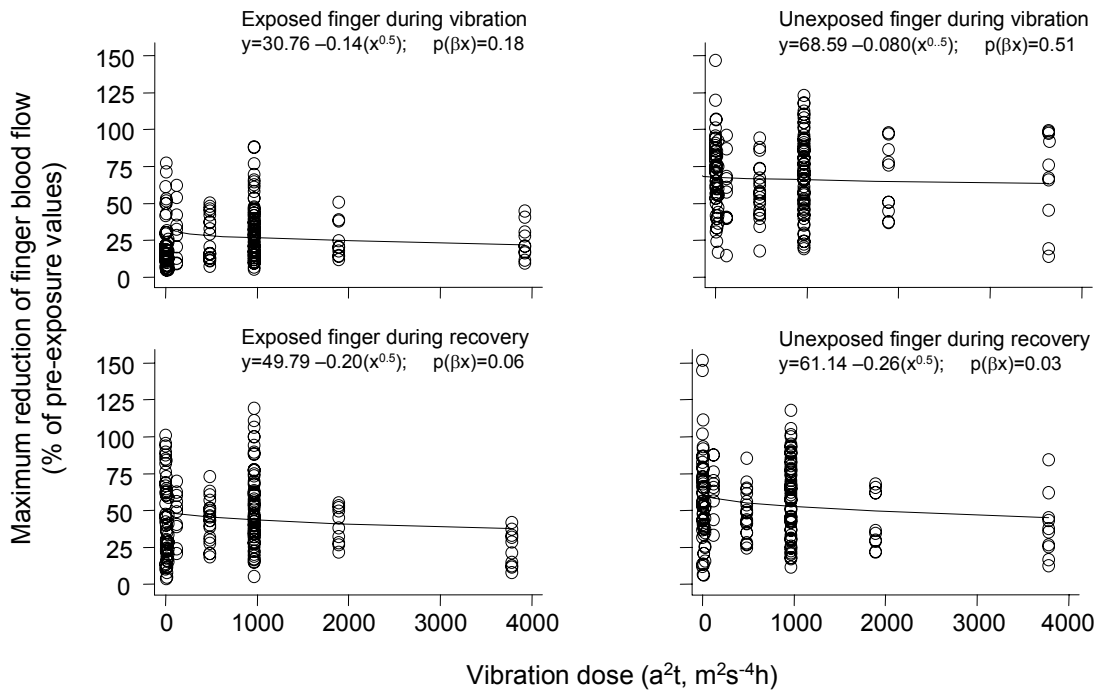 Exposed finger during vibration
y=30.76 –0.14(x^0.5);     p(βx)=0.18
Unexposed finger during vibration
y=68.59 –0.080(x^0..5);     p(βx)=0.51
150
125
100
75
50
25
0
0 1000 2000 3000 4000
0 1000 2000 3000 4000
Exposed finger during recovery
y=49.79 –0.20(x^0.5);     p(βx)=0.06
Unexposed finger during recovery
y=61.14 –0.26(x^0.5);     p(βx)=0.03
150
125
100
75
50
25
0
Maximum reduction of finger blood flow
(% of pre-exposure values)
Vibration dose (a²t, m²s⁻⁴h)